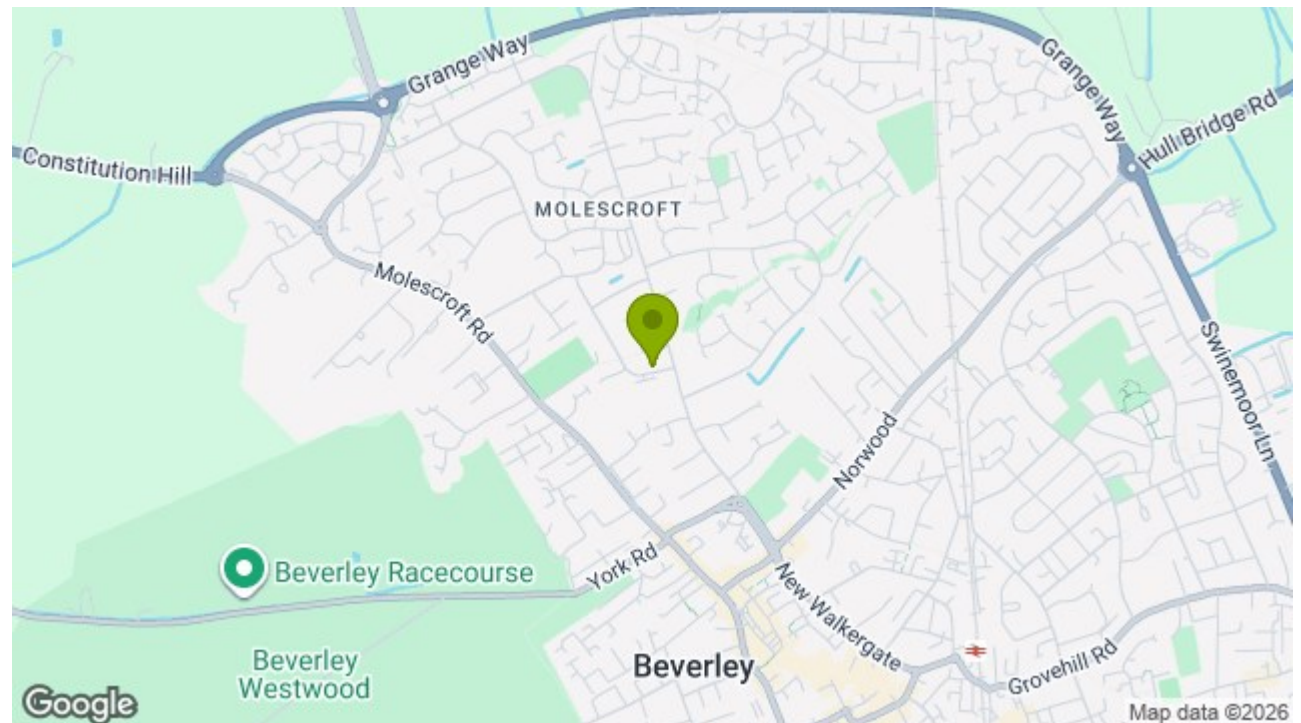 Grange Way
Grange Way
Hull Bridge Rd
Constitution Hill
MOLESCROFT
Molescroft Rd
Swinemoor Ln
Norwood
York Rd
Beverley Racecourse
New Walkergate
Beverley
Westwood
Beverley
Grovehill Rd
Google
Map data ©2026